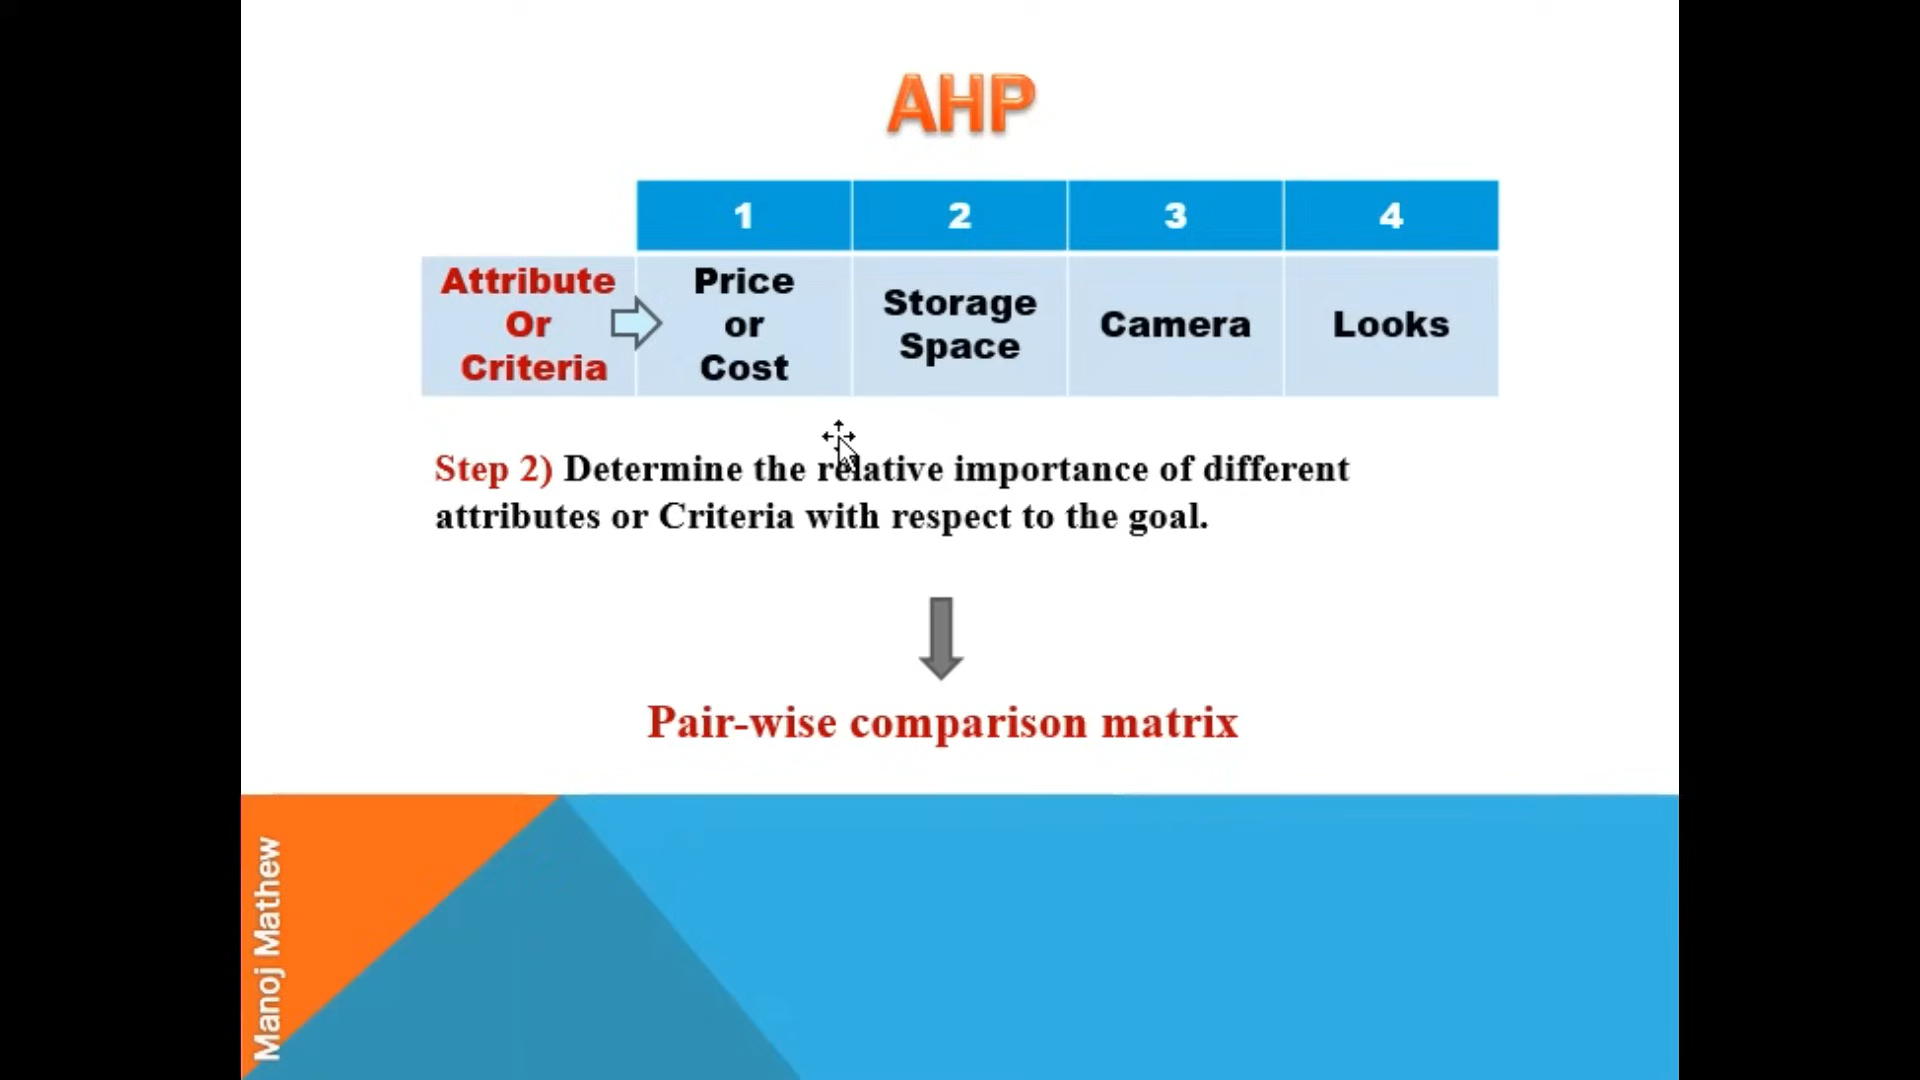 AHP
1 2 3 4
Attribute
Or
Criteria
Price
or
Cost
Storage
Space
Camera
Looks
Step 2) Determine the relative importance of different
attributes or Criteria with respect to the goal.
Pair-wise comparison matrix
Manoj Mathew